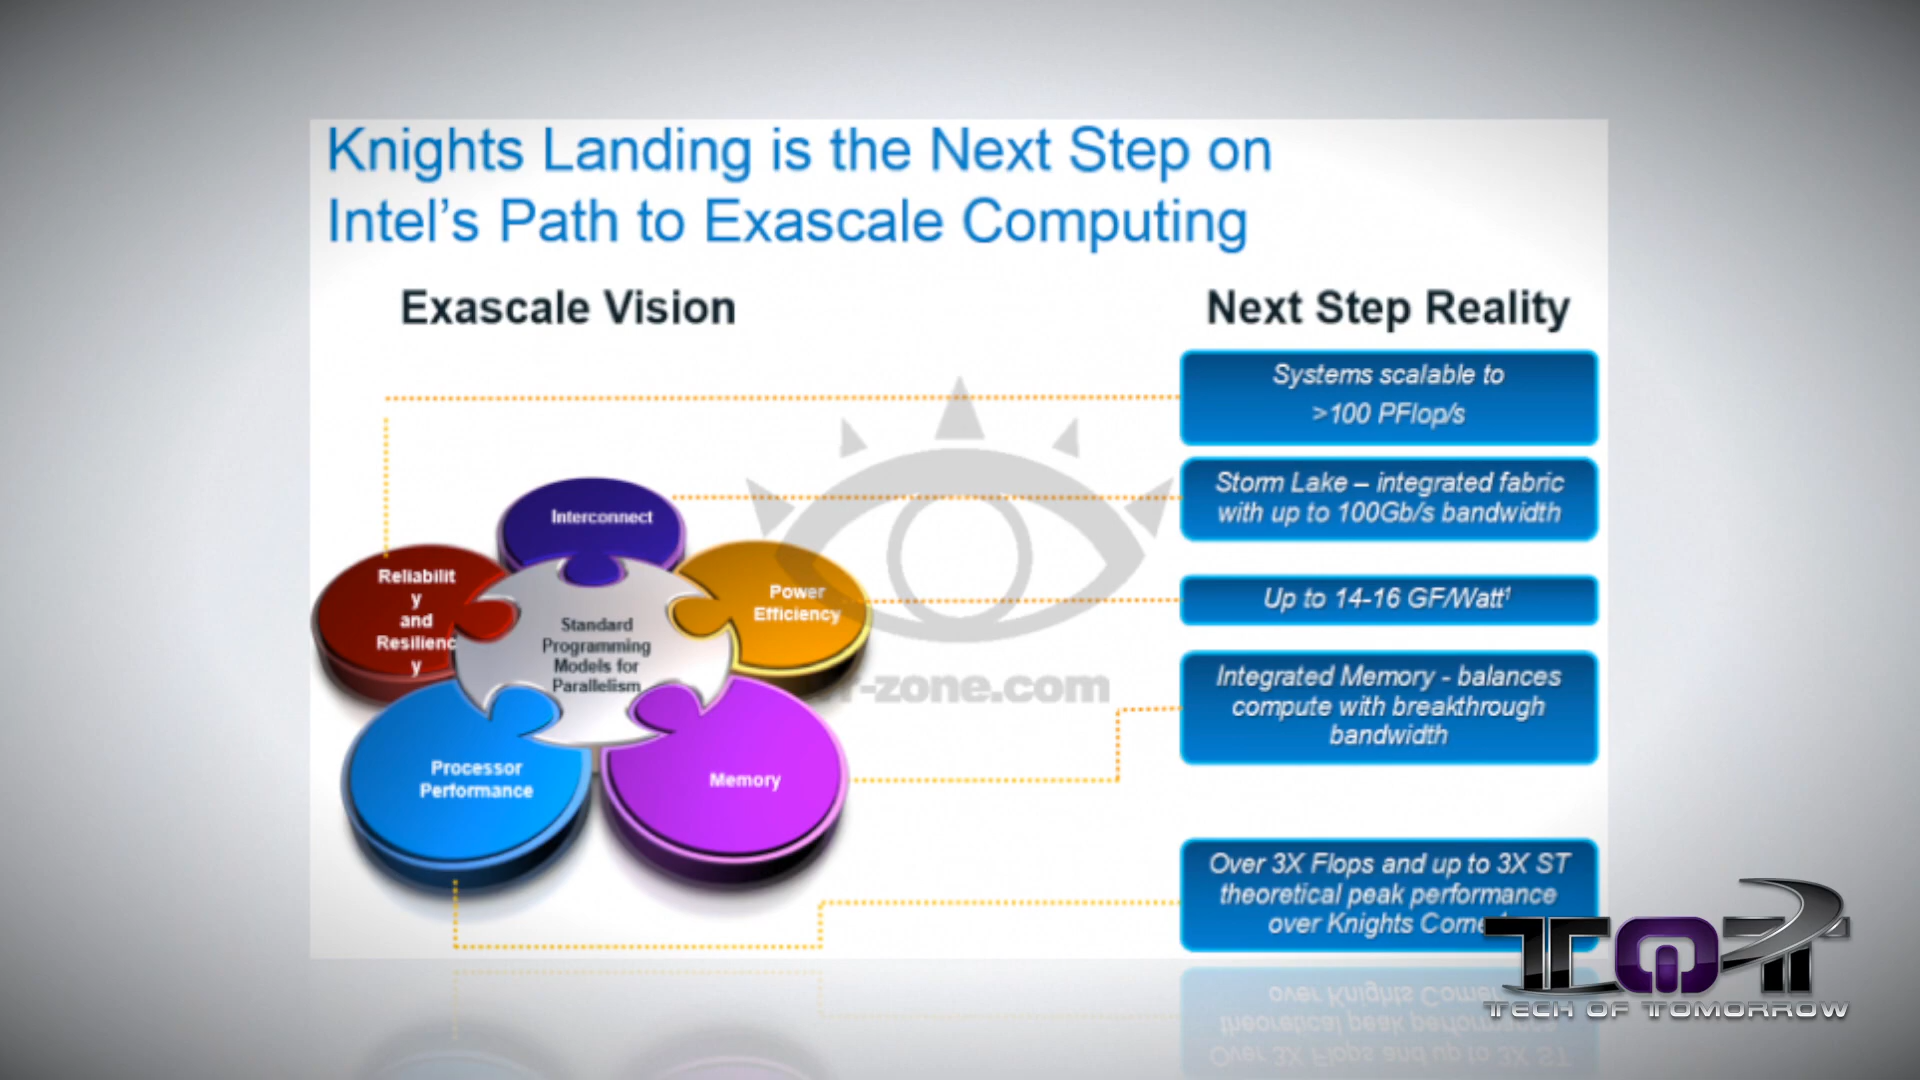 Knights Landing is the Next Step on
Intel's Path to Exascale Computing
Exascale Vision
Next Step Reality
Systems scalable to
>100 PFlop/s
Storm Lake – integrated fabric
with up to 100Gb/s bandwidth
Up to 14-16 GF/Watt¹
Integrated Memory - balances
compute with breakthrough
bandwidth
Over 3X Flops and up to 3X ST
theoretical peak performance
over Knights
Interconnect
Reliabilit
y
and
Resilienc
y
Power
Efficiency
Standard
Programming
Models for
Parallelism
Processor
Performance
Memory
r-zone.com
TOT
TECH OF TOMORROW